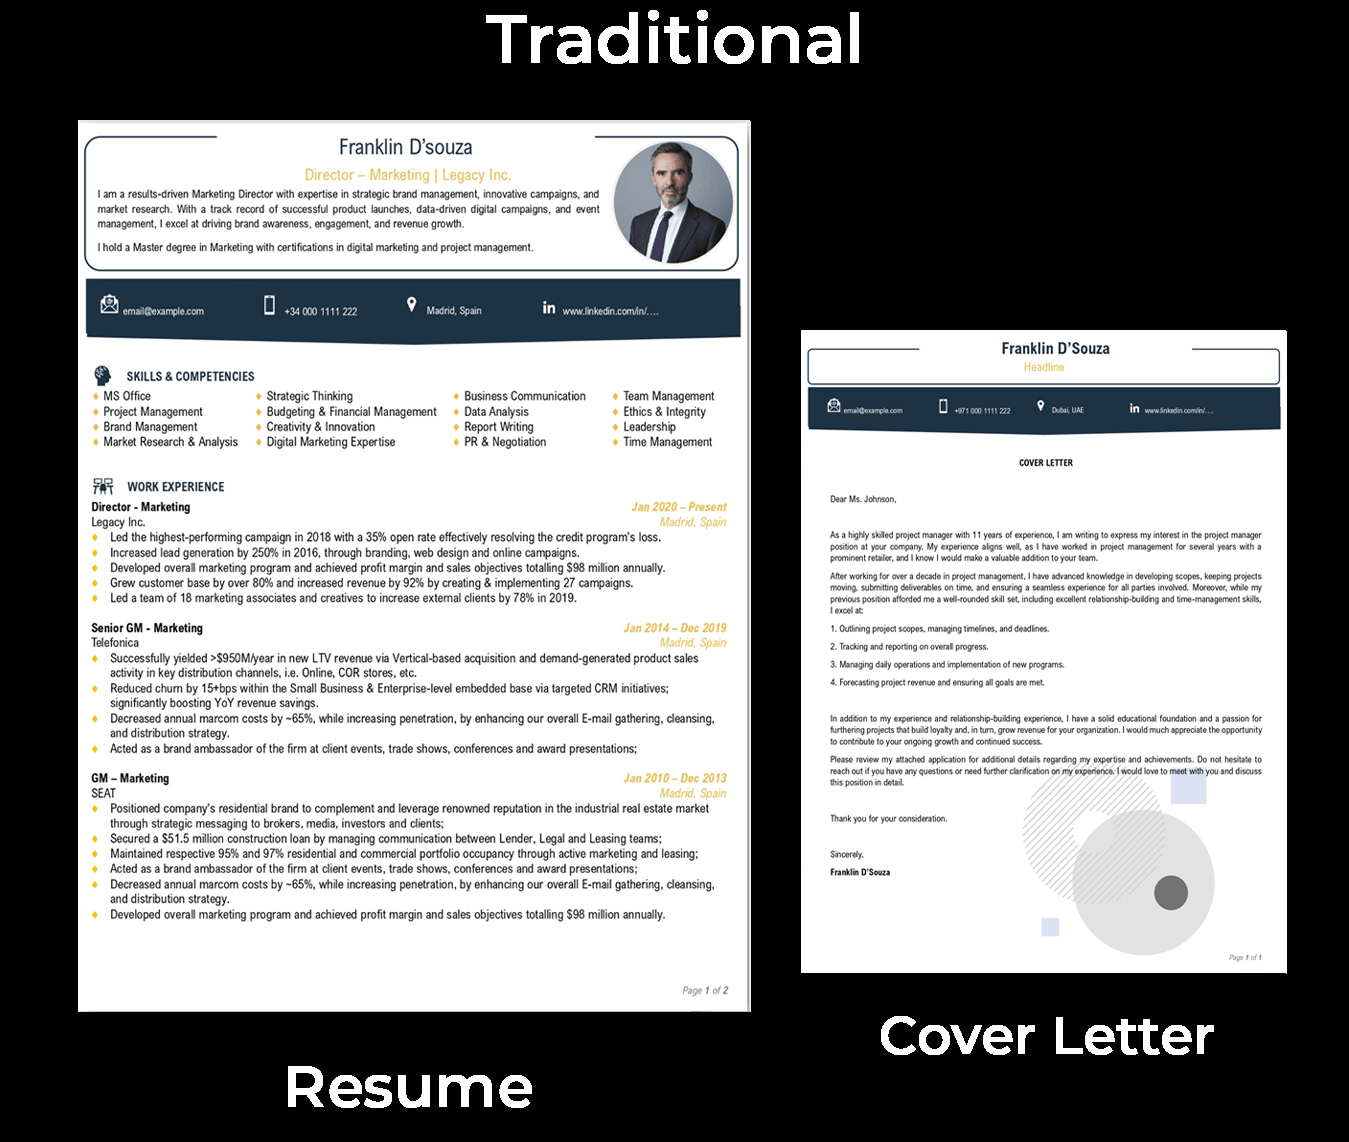 Traditional
Franklin D'souza
Director – Marketing | Legacy Inc.
I am a results-driven Marketing Director with expertise in strategic brand management, innovative campaigns, and
market research. With a track record of successful product launches, data-driven digital campaigns, and event
management, I excel at driving brand awareness, engagement, and revenue growth.
I hold a Master degree in Marketing with certifications in digital marketing and project management.
email@example.com +34 000 1111 222 Madrid, Spain in www.linkedin.com/in/....
SKILLS & COMPETENCIES
MS Office Strategic Thinking Business Communication Team Management
Project Management Budgeting & Financial Management Data Analysis Ethics & Integrity
Brand Management Creativity & Innovation Report Writing Leadership
Market Research & Analysis Digital Marketing Expertise PR & Negotiation Time Management
WORK EXPERIENCE
Director - Marketing Jan 2020 – Present
Legacy Inc. Madrid, Spain
Led the highest-performing campaign in 2018 with a 35% open rate effectively resolving the credit program's loss.
Increased lead generation by 250% in 2016, through branding, web design and online campaigns.
Developed overall marketing program and achieved profit margin and sales objectives totalling $98 million annually.
Grew customer base by over 80% and increased revenue by 92% by creating & implementing 27 campaigns.
Led a team of 18 marketing associates and creatives to increase external clients by 78% in 2019.
Senior GM - Marketing Jan 2014 – Dec 2019
Telefonica Madrid, Spain
Successfully yielded >$950M/year in new LTV revenue via Vertical-based acquisition and demand-generated product sales
activity in key distribution channels, i.e. Online, COR stores, etc.
Reduced churn by 15+bps within the Small Business & Enterprise-level embedded base via targeted CRM initiatives;
significantly boosting YoY revenue savings.
Decreased annual marcom costs by ~65%, while increasing penetration, by enhancing our overall E-mail gathering, cleansing,
and distribution strategy.
Acted as a brand ambassador of the firm at client events, trade shows, conferences and award presentations;
GM – Marketing Jan 2010 – Dec 2013
SEAT Madrid, Spain
Positioned company's residential brand to complement and leverage renowned reputation in the industrial real estate market
through strategic messaging to brokers, media, investors and clients;
Secured a $51.5 million construction loan by managing communication between Lender, Legal and Leasing teams;
Maintained respective 95% and 97% residential and commercial portfolio occupancy through active marketing and leasing;
Acted as a brand ambassador of the firm at client events, trade shows, conferences and award presentations;
Decreased annual marcom costs by ~65%, while increasing penetration, by enhancing our overall E-mail gathering, cleansing,
and distribution strategy.
Developed overall marketing program and achieved profit margin and sales objectives totalling $98 million annually.
Page 1 of 2
Resume
Franklin D'Souza
Headline
email@example.com +971 000 1111 222 Dubai, UAE in www.linkedin.com/in/....
COVER LETTER
Dear Ms. Johnson,
As a highly skilled project manager with 11 years of experience, I am writing to express my interest in the project manager
position at your company. My experience aligns well, as I have worked in project management for several years with a
prominent retailer, and I know I would make a valuable addition to your team.
After working for over a decade in project management, I have advanced knowledge in developing scopes, keeping projects
moving, submitting deliverables on time, and ensuring a seamless experience for all parties involved. Moreover, while my
previous position afforded me a well-rounded skill set, including excellent relationship-building and time-management skills,
I excel at:
1. Outlining project scopes, managing timelines, and deadlines.
2. Tracking and reporting on overall progress.
3. Managing daily operations and implementation of new programs.
4. Forecasting project revenue and ensuring all goals are met.
In addition to my experience and relationship-building experience, I have a solid educational foundation and a passion for
furthering projects that build loyalty and, in turn, grow revenue for your organization. I would much appreciate the opportunity
to contribute to your ongoing growth and continued success.
Please review my attached application for additional details regarding my expertise and achievements. Do not hesitate to
reach out if you have any questions or need further clarification on my experience. I would love to meet with you and discuss
this position in detail.
Thank you for your consideration.
Sincerely,
Franklin D'Souza
Page 1 of 1
Cover Letter